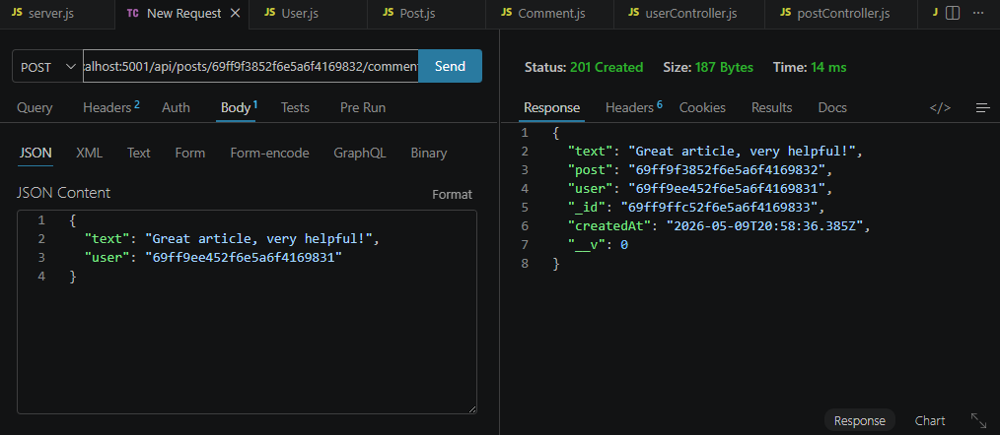 JS server.js TC New Request × JS User.js JS Post.js JS Comment.js JS userController.js JS postController.js J ···
POST calhost:5001/api/posts/69ff9f3852f6e5a6f4169832/commen Send
Query Headers 2 Auth Body 1 Tests Pre Run
JSON XML Text Form Form-encode GraphQL Binary
JSON Content Format
1 {
2 "text": "Great article, very helpful!",
3 "user": "69ff9ee452f6e5a6f4169831"
4 }
Status: 201 Created Size: 187 Bytes Time: 14 ms
Response Headers 6 Cookies Results Docs </>
1 {
2 "text": "Great article, very helpful!",
3 "post": "69ff9f3852f6e5a6f4169832",
4 "user": "69ff9ee452f6e5a6f4169831",
5 "_id": "69ff9ffc52f6e5a6f4169833",
6 "createdAt": "2026-05-09T20:58:36.385Z",
7 "__v": 0
8 }
Response Chart